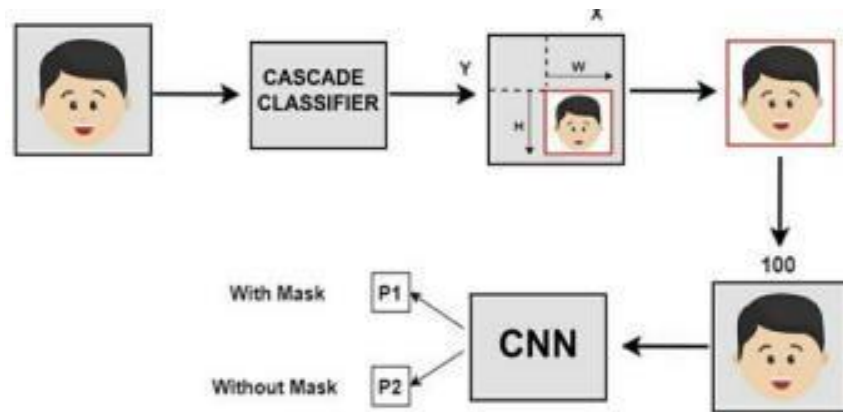 X
CASCADE
CLASSIFIER
Y
W
H
100
With Mask
P1
CNN
Without Mask
P2